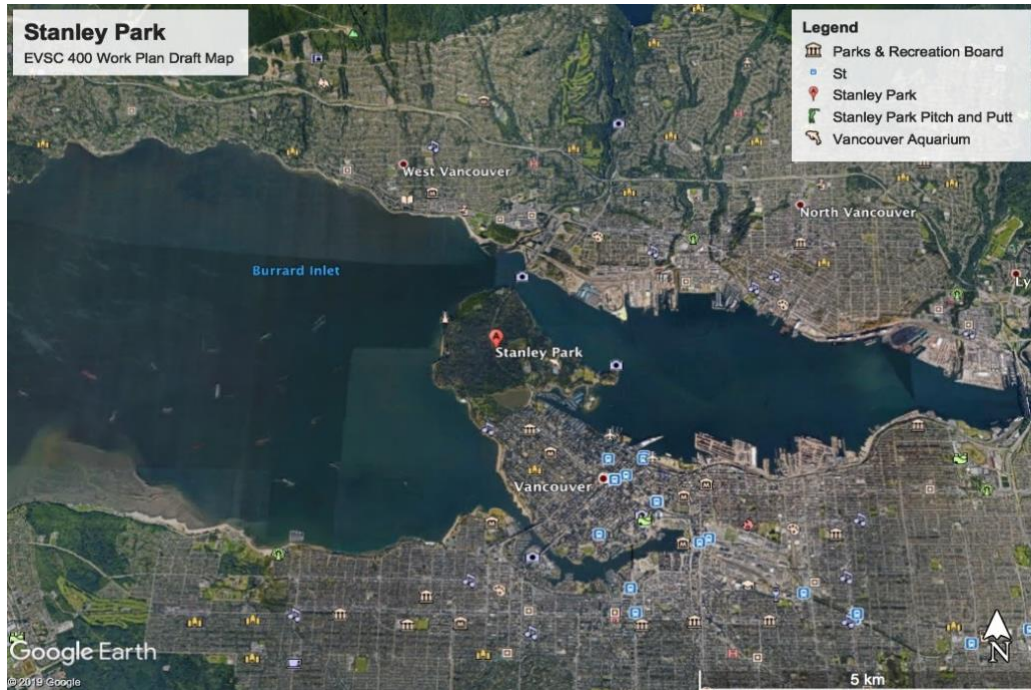 Stanley Park
EVSC 400 Work Plan Draft Map
Legend
Parks & Recreation Board
St
Stanley Park
Stanley Park Pitch and Putt
Vancouver Aquarium
West Vancouver
North Vancouver
Burrard Inlet
Ly
A
Stanley Park
Vancouver
N
Google Earth
© 2019 Google
5 km